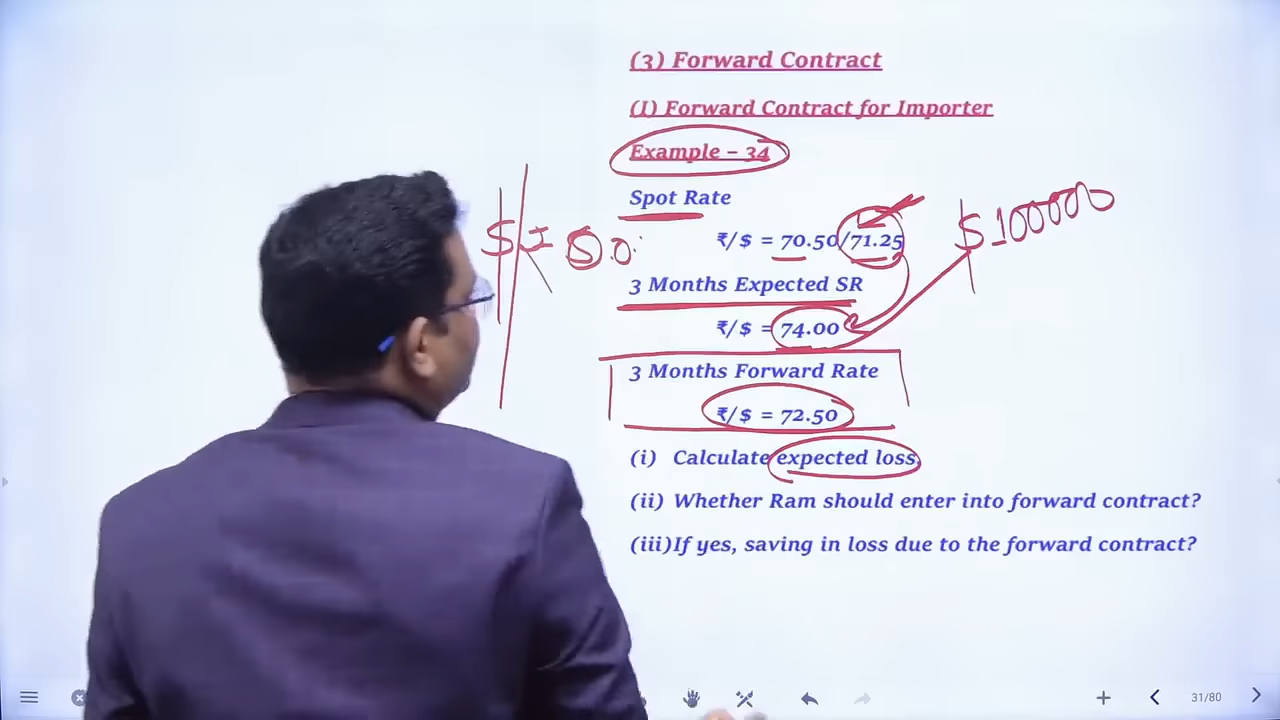 (3) Forward Contract
(I) Forward Contract for Importer
Example – 34
Spot Rate
₹/$ = 70.50/71.25
$100000
3 Months Expected SR
₹/$ = 74.00
3 Months Forward Rate
₹/$ = 72.50
(i) Calculate expected loss.
(ii) Whether Ram should enter into forward contract?
(iii)If yes, saving in loss due to the forward contract?
31/80